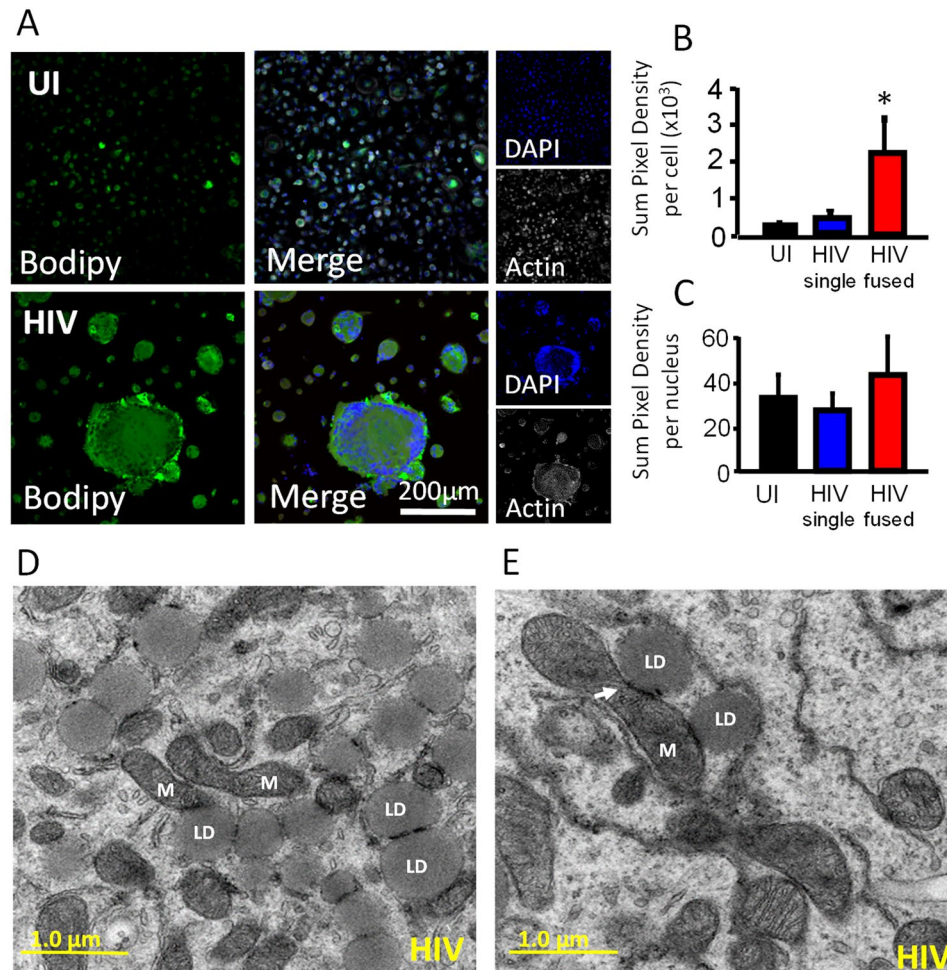 A
UI
Bodipy
Merge
DAPI
Actin
HIV
Bodipy
Merge
200µm
DAPI
Actin
B
Sum Pixel Density
per cell (x10³)
4
3
2
1
0
*
UI
HIV
single
HIV
fused
C
Sum Pixel Density
per nucleus
60
40
20
0
UI
HIV
single
HIV
fused
D
M
M
LD
LD
LD
1.0 µm
HIV
E
LD
LD
M
1.0 µm
HIV